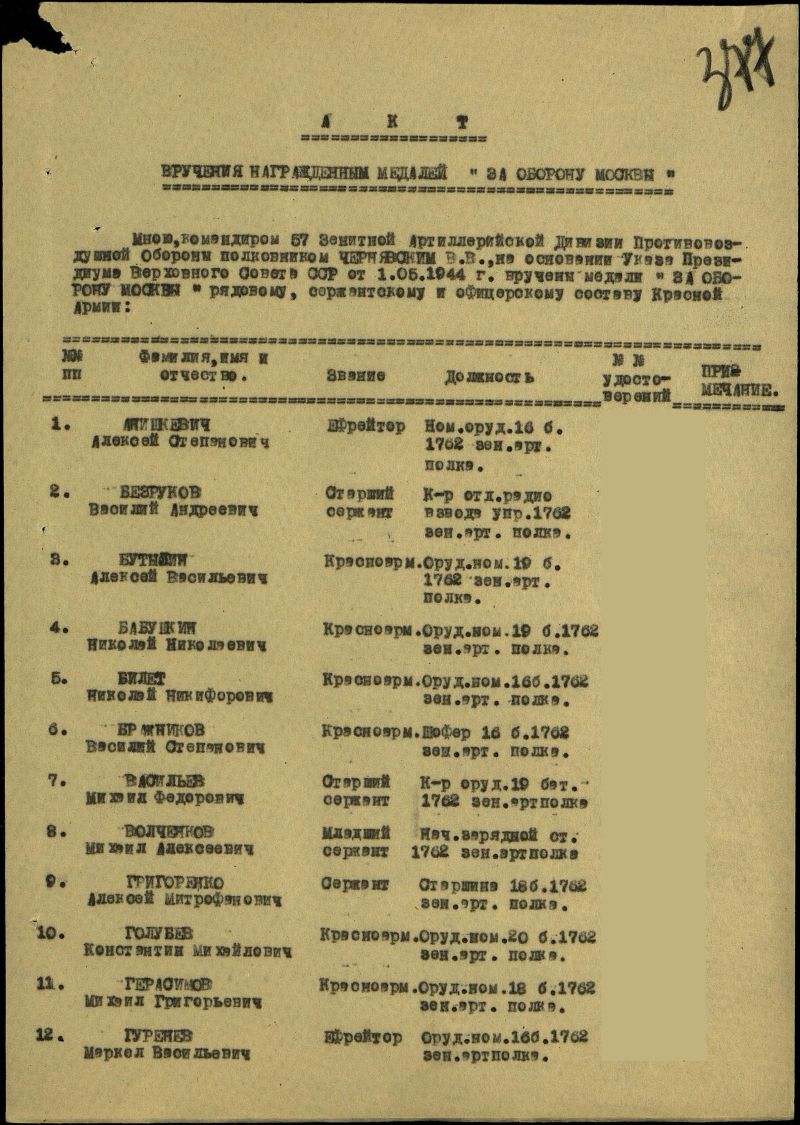 377
А К Т
ВРУЧЕНИЯ НАГРАЖДЕННЫМ МЕДАЛЕЙ " ЗА ОБОРОНУ МОСКВЫ "
Мною,командиром 57 Зенитной Артиллерийской Дивизии Противовоз-
душной Обороны полковником ЧЕРНЯВСКИМ В.В.,на основании Указа Прези-
диума Верховного Совета СССР от 1.05.1944 г. вручены медали " ЗА ОБО-
РОНУ МОСКВЫ " рядовому, сержантскому и офицерскому составу Красной
Армии:
№№ пп Фамилия,имя и отчество. Звание Должность № № удосто- верений ПРИ МЕЧАНИЕ.
1. АНИШКЕВИЧ Ефрейтор Ном.оруд.16 б.
Алексей Степанович 1762 зен.арт.
полка.
2. БЕЗРУКОВ Старший К-р отд.радио
Василий Андреевич сержант взвода упр.1762
зен.арт. полка.
3. Красноарм.Оруд.ном.19 б.
Алексей Васильевич 1762 зен.арт.
полка.
4. БАБУШКИН Красноарм.Оруд.ном.19 б.1762
Николай Николаевич зен.арт. полка.
5. БИЛЕТ Красноарм.Оруд.ном.16б.1762
Николай Никифорович зен.арт. полка.
6. БРАЖНИКОВ Красноарм.Шофер 16 б.1762
Василий Степанович зен.арт. полка.
7. ВАСИЛЬЕВ Старший К-р оруд.19 бат.
Михаил Федорович сержант 1762 зен.артполка
8. ВОЛЧЕНКОВ Младший Нач.зарядной ст.
Михаил Алексеевич сержант 1762 зен.артполка
9. ГРИГОРЕНКО Сержант Старшина 18б.1762
Алексей Митрофанович зен.арт. полка.
10. ГОЛУБЕВ Красноарм.Оруд.ном.20 б.1762
Константин Михайлович зен.арт. полка.
11. ГЕРАСИМОВ Красноарм.Оруд.ном.18 б.1762
Михаил Григорьевич зен.арт. полка.
12. ГУРЕНЕВ Ефрейтор Оруд.ном.16б.1762
Маркел Васильевич зен.артполка.